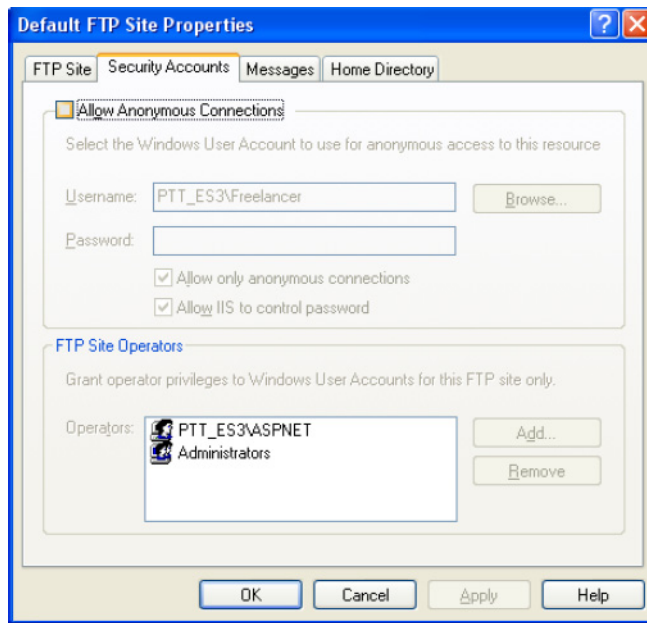 Default FTP Site Properties
FTP Site Security Accounts Messages Home Directory
Allow Anonymous Connections
Select the Windows User Account to use for anonymous access to this resource
Username: PTT_ES3\Freelancer Browse...
Password:
Allow only anonymous connections
Allow IIS to control password
FTP Site Operators
Grant operator privileges to Windows User Accounts for this FTP site only.
Operators: PTT_ES3\ASPNET Add...
Administrators
Remove
OK Cancel Apply Help